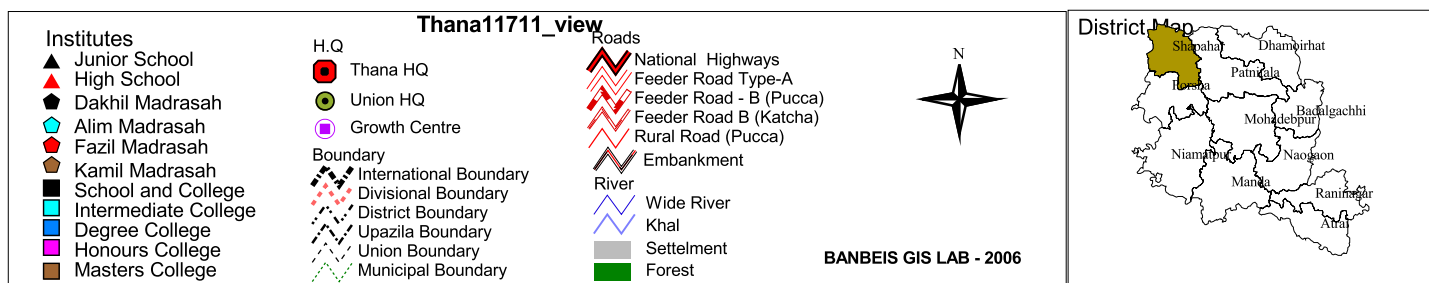 Thana11711_view
Institutes
Junior School
High School
Dakhil Madrasah
Alim Madrasah
Fazil Madrasah
Kamil Madrasah
School and College
Intermediate College
Degree College
Honours College
Masters College
H.Q
Thana HQ
Union HQ
Growth Centre
Boundary
International Boundary
Divisional Boundary
District Boundary
Upazila Boundary
Union Boundary
Municipal Boundary
Roads
National Highways
Feeder Road Type-A
Feeder Road - B (Pucca)
Feeder Road B (Katcha)
Rural Road (Pucca)
Embankment
River
Wide River
Khal
Settelment
Forest
N
BANBEIS GIS LAB - 2006
District Map
Shapahar
Dhamoirhat
Patnitala
Porsha
Badalgachhi
Mohadebpur
Niamatpur
Naogaon
Manda
Raninagar
Atrai